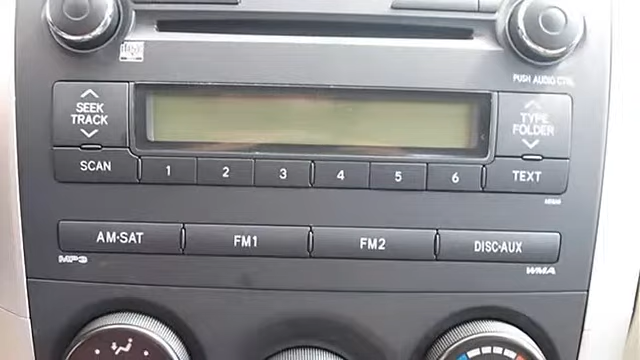 PUSH AUDIO CTRL
SEEK
TRACK
TYPE
FOLDER
SCAN
1
2
3
4
5
6
TEXT
AM·SAT
FM1
FM2
DISC·AUX
MP3
WMA